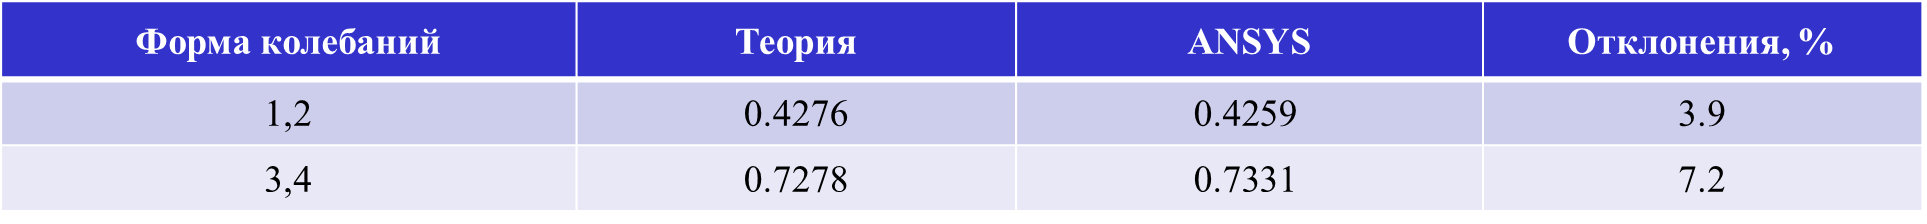 Форма колебаний Теория ANSYS Отклонения, %
1,2 0.4276 0.4259 3.9
3,4 0.7278 0.7331 7.2